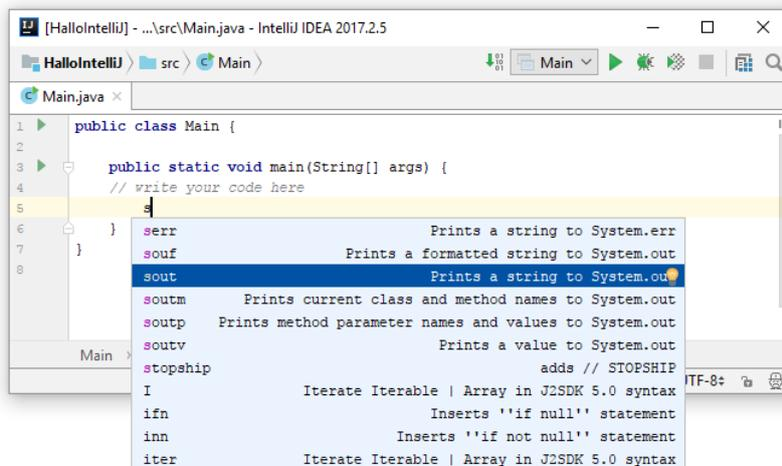 [HalloIntelliJ] - ...\src\Main.java - IntelliJ IDEA 2017.2.5
HalloIntelliJ src Main Main
Main.java
1 public class Main {
2
3 public static void main(String[] args) {
4 // write your code here
5 s
6 }
7 }
8
serr Prints a string to System.err
souf Prints a formatted string to System.out
sout Prints a string to System.ou
soutm Prints current class and method names to System.out
soutp Prints method parameter names and values to System.out
soutv Prints a value to System.out
stopship adds // STOPSHIP
I Iterate Iterable | Array in J2SDK 5.0 syntax
ifn Inserts ''if null'' statement
inn Inserts ''if not null'' statement
iter Iterate Iterable | Array in J2SDK 5.0 syntax
Main
UTF-8